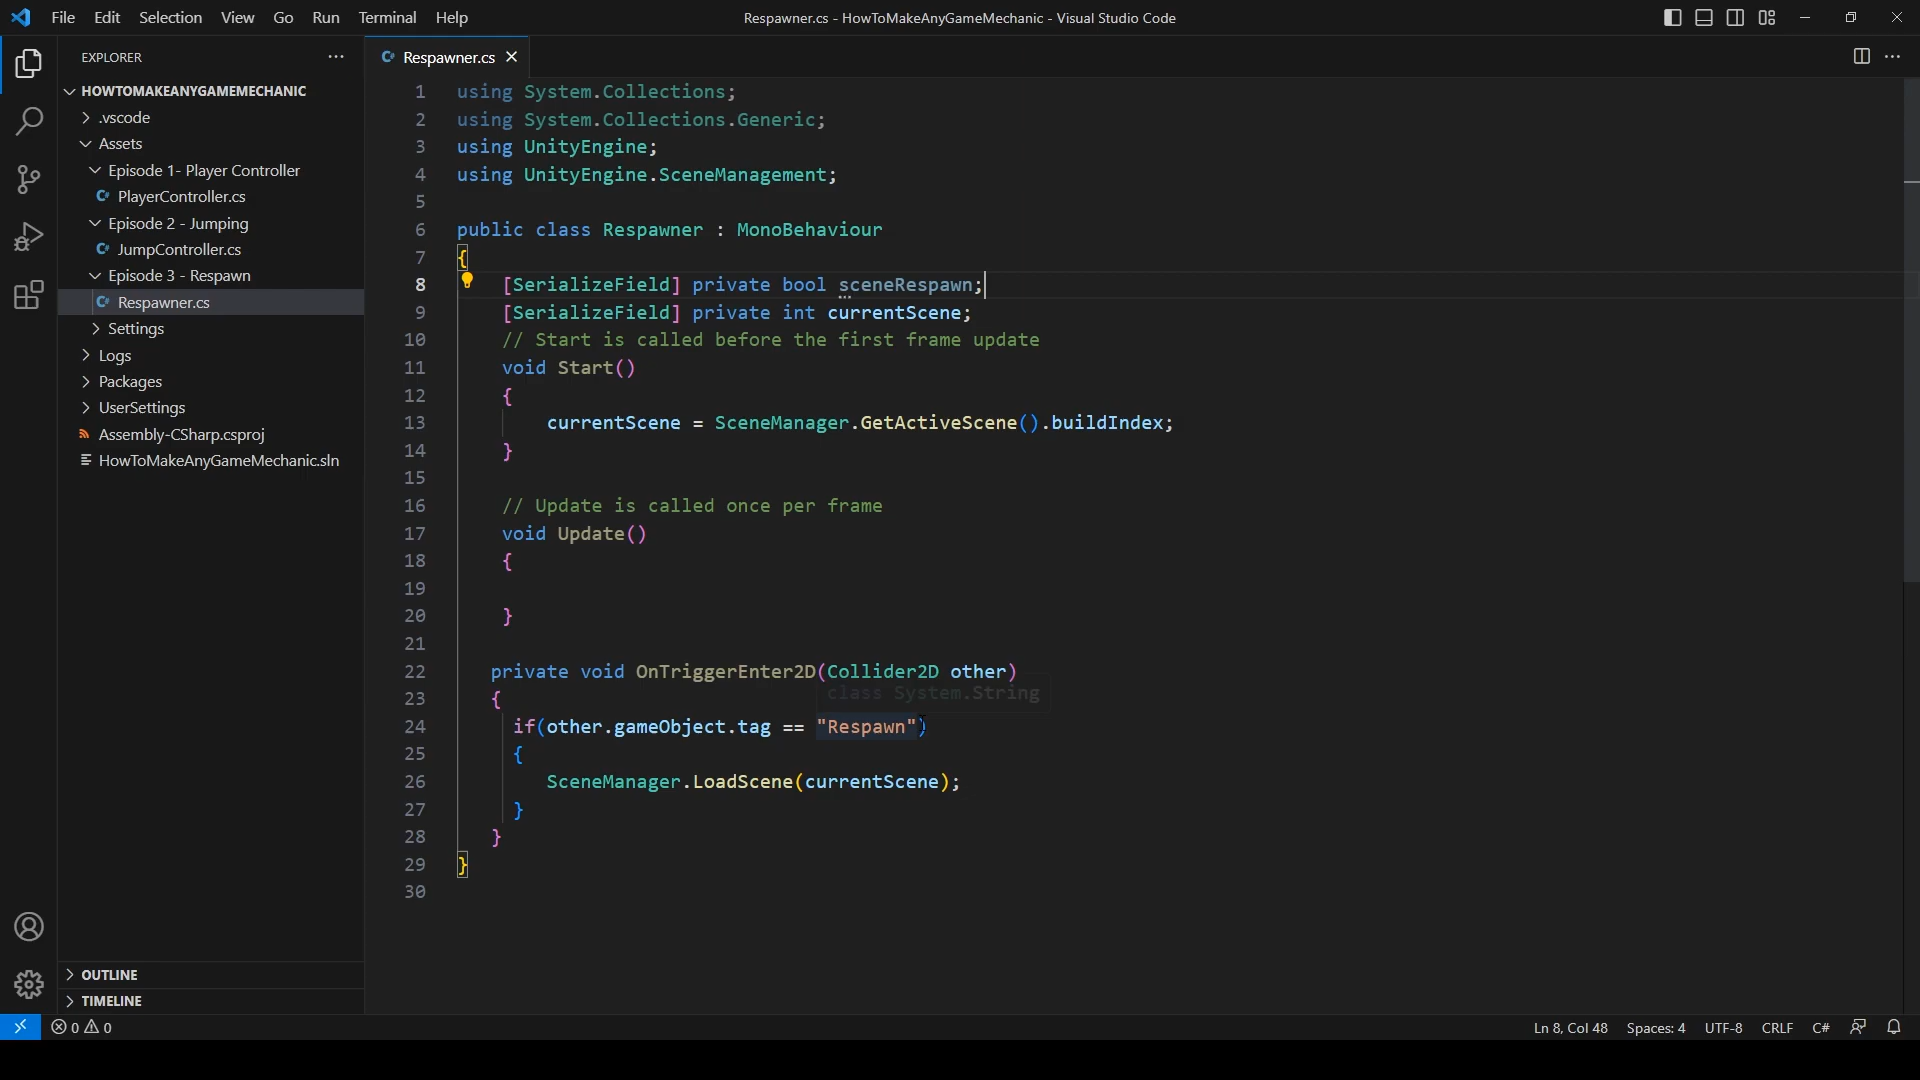 File Edit Selection View Go Run Terminal Help
Respawner.cs - HowToMakeAnyGameMechanic - Visual Studio Code
EXPLORER
HOWTOMAKEANYGAMEMECHANIC
.vscode
Assets
Episode 1- Player Controller
PlayerController.cs
Episode 2 - Jumping
JumpController.cs
Episode 3 - Respawn
Respawner.cs
Settings
Logs
Packages
UserSettings
Assembly-CSharp.csproj
HowToMakeAnyGameMechanic.sln
OUTLINE
TIMELINE
Respawner.cs
1 using System.Collections;
2 using System.Collections.Generic;
3 using UnityEngine;
4 using UnityEngine.SceneManagement;
5
6 public class Respawner : MonoBehaviour
7 {
8 [SerializeField] private bool sceneRespawn;
9 [SerializeField] private int currentScene;
10 // Start is called before the first frame update
11 void Start()
12 {
13 currentScene = SceneManager.GetActiveScene().buildIndex;
14 }
15
16 // Update is called once per frame
17 void Update()
18 {
19
20 }
21
22 private void OnTriggerEnter2D(Collider2D other)
class System.String
23 {
24 if(other.gameObject.tag == "Respawn")
25 {
26 SceneManager.LoadScene(currentScene);
27 }
28 }
29 }
30
0 0
Ln 8, Col 48 Spaces: 4 UTF-8 CRLF C#